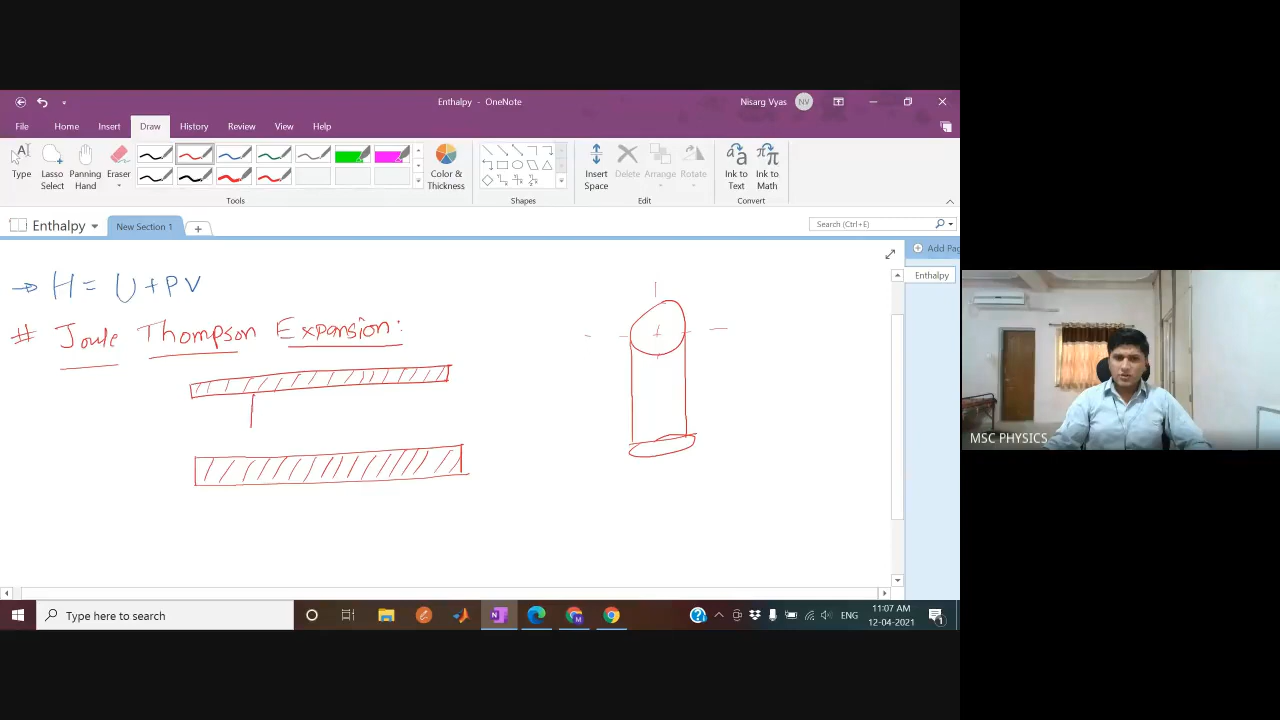 Enthalpy - OneNote
Nisarg Vyas NV
File Home Insert Draw History Review View Help
Type Lasso Select Panning Hand Eraser Color & Thickness Insert Space Delete Arrange Rotate Ink to Text Ink to Math
Tools Shapes Edit Convert
Enthalpy New Section 1 + Search (Ctrl+E)
Add Pag
Enthalpy
→ H = U + PV
# Joule Thompson Expansion:
MSC PHYSICS
Type here to search
ENG
11:07 AM
12-04-2021
1